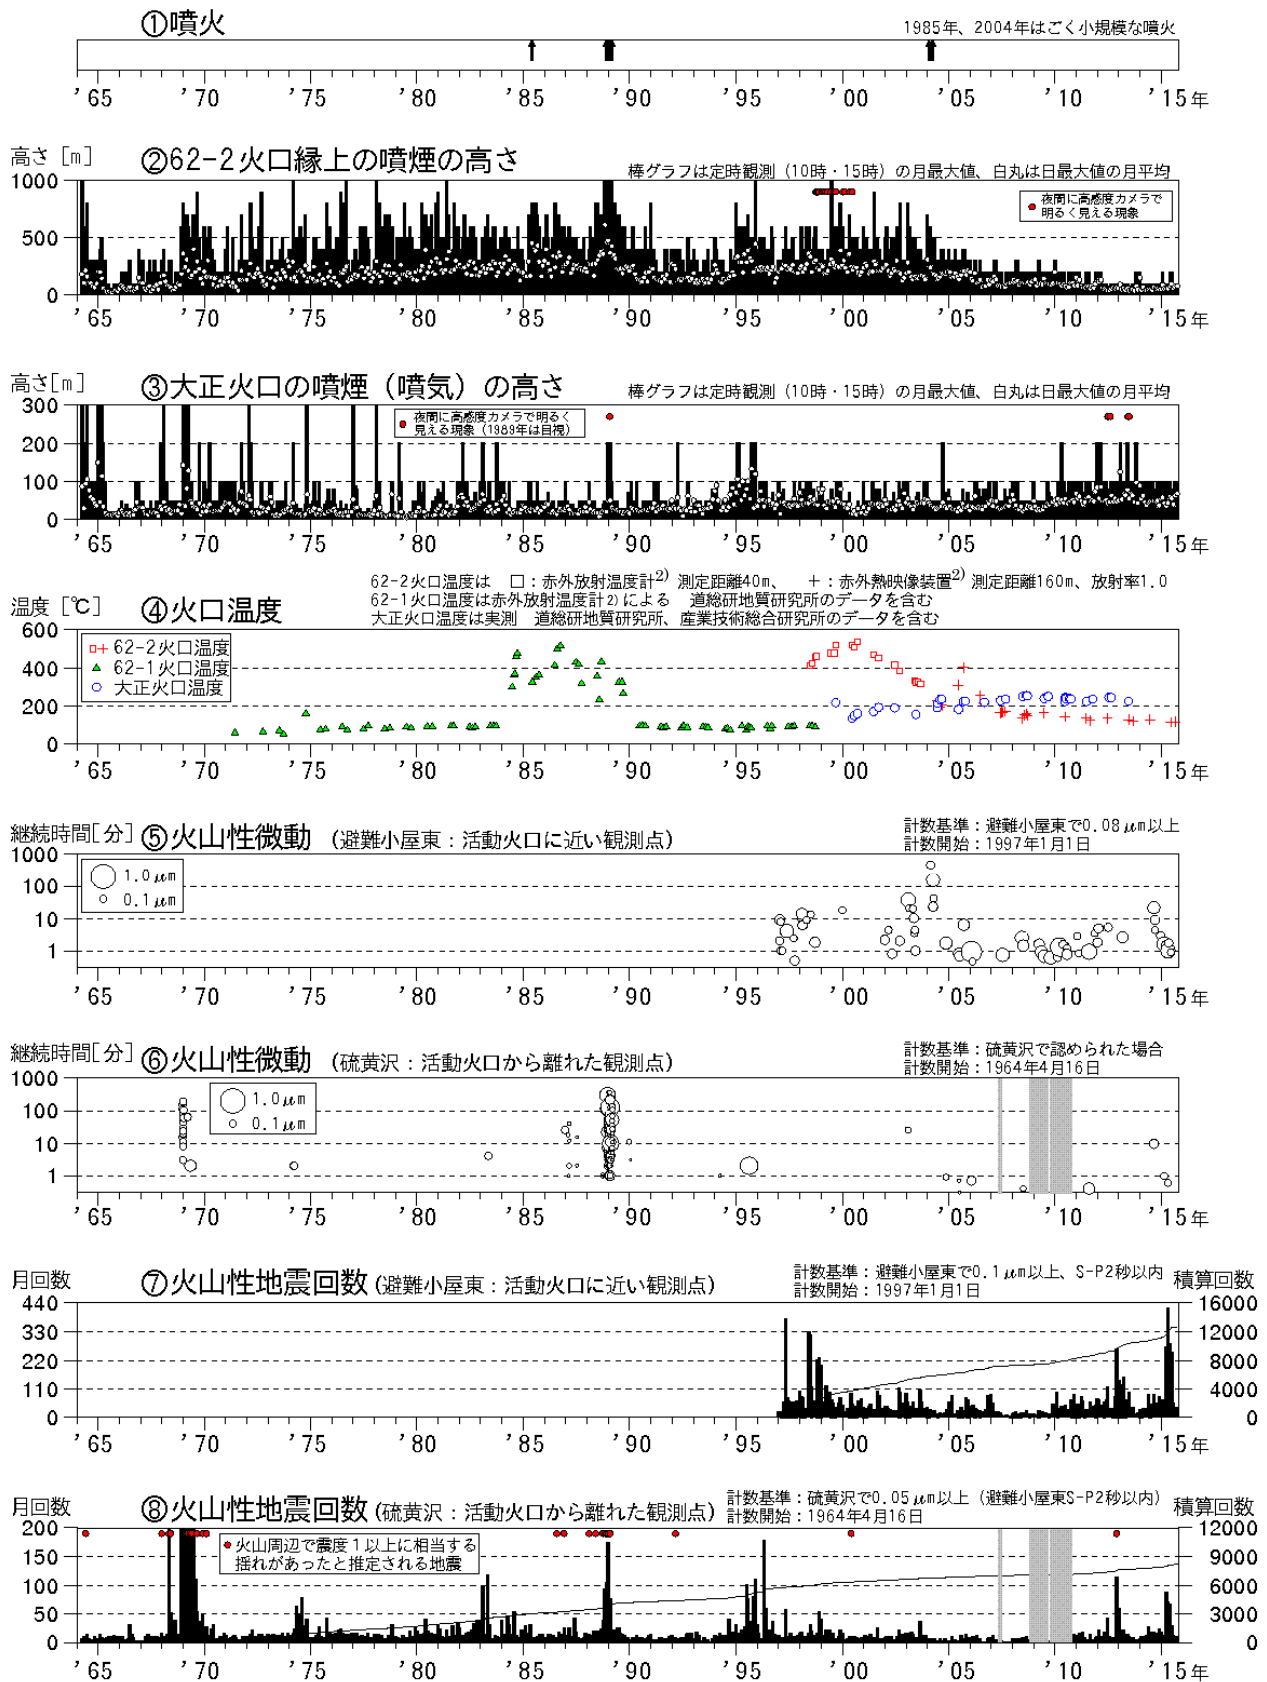 ①噴火
1985年、2004年はごく小規模な噴火
'65 '70 '75 '80 '85 '90 '95 '00 '05 '10 '15年
高さ [m]
②62-2火口縁上の噴煙の高さ
棒グラフは定時観測 (10時・15時) の月最大値、白丸は日最大値の月平均
夜間に高感度カメラで
明るく見える現象
1000
500
0
'65 '70 '75 '80 '85 '90 '95 '00 '05 '10 '15年
高さ[m]
③大正火口の噴煙（噴気）の高さ
棒グラフは定時観測 (10時・15時) の月最大値、白丸は日最大値の月平均
夜間に高感度カメラで明るく
見える現象 (1989年は目視)
300
200
100
0
'65 '70 '75 '80 '85 '90 '95 '00 '05 '10 '15年
62-2火口温度は □：赤外放射温度計2) 測定距離40m、 ＋：赤外熱映像装置2) 測定距離160m、放射率1.0
62-1火口温度は赤外放射温度計2)による 道総研地質研究所のデータを含む
大正火口温度は実測 道総研地質研究所、産業技術総合研究所のデータを含む
温度 [℃]
④火口温度
600
400
200
0
□+ 62-2火口温度
▲ 62-1火口温度
○ 大正火口温度
'65 '70 '75 '80 '85 '90 '95 '00 '05 '10 '15年
継続時間[分]
⑤火山性微動 (避難小屋東：活動火口に近い観測点)
計数基準：避難小屋東で0.08μm以上
計数開始：1997年1月1日
1000
100
10
1
1.0μm
0.1μm
'65 '70 '75 '80 '85 '90 '95 '00 '05 '10 '15年
継続時間[分]
⑥火山性微動 (硫黄沢：活動火口から離れた観測点)
計数基準：硫黄沢で認められた場合
計数開始：1964年4月16日
1000
100
10
1
1.0μm
0.1μm
'65 '70 '75 '80 '85 '90 '95 '00 '05 '10 '15年
月回数
⑦火山性地震回数 (避難小屋東：活動火口に近い観測点)
計数基準：避難小屋東で0.1μm以上、S-P2秒以内
計数開始：1997年1月1日
積算回数
440
330
220
110
0
16000
12000
8000
4000
0
'65 '70 '75 '80 '85 '90 '95 '00 '05 '10 '15年
月回数
⑧火山性地震回数 (硫黄沢：活動火口から離れた観測点)
計数基準：硫黄沢で0.05μm以上 (避難小屋東S-P2秒以内)
計数開始：1964年4月16日
積算回数
200
150
100
50
0
火山周辺で震度１以上に相当する
揺れがあったと推定される地震
12000
9000
6000
3000
0
'65 '70 '75 '80 '85 '90 '95 '00 '05 '10 '15年